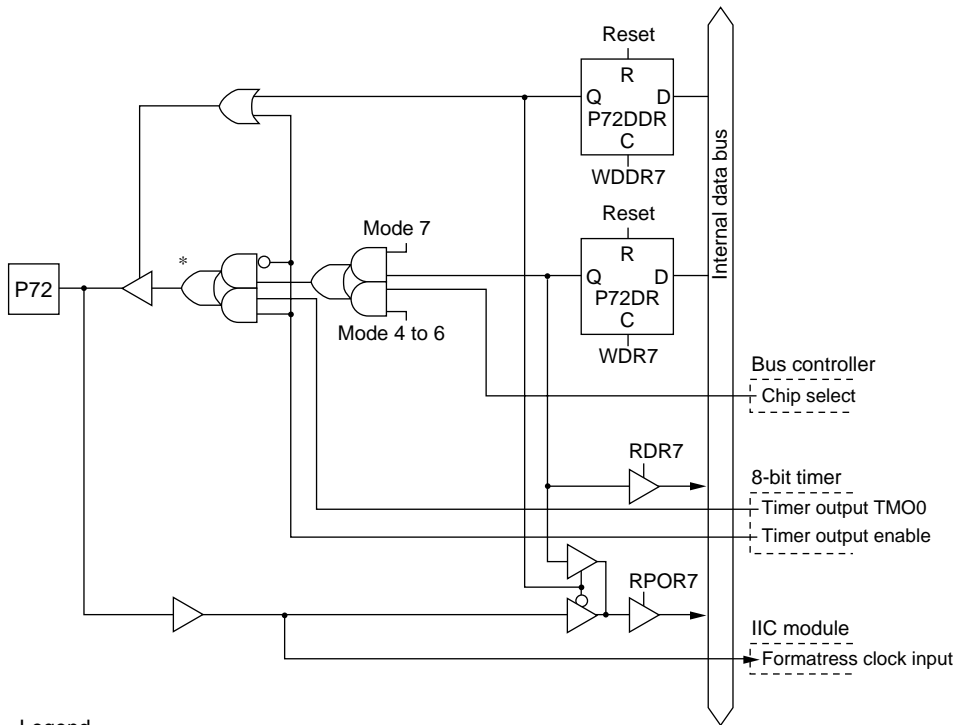 Reset
R
Q
D
P72DDR
C
WDDR7
Internal data bus
Mode 7
Reset
R
*
Q
D
P72
P72DR
C
Mode 4 to 6
WDR7
Bus controller
Chip select
RDR7
8-bit timer
Timer output TMO0
Timer output enable
RPOR7
IIC module
Formatress clock input